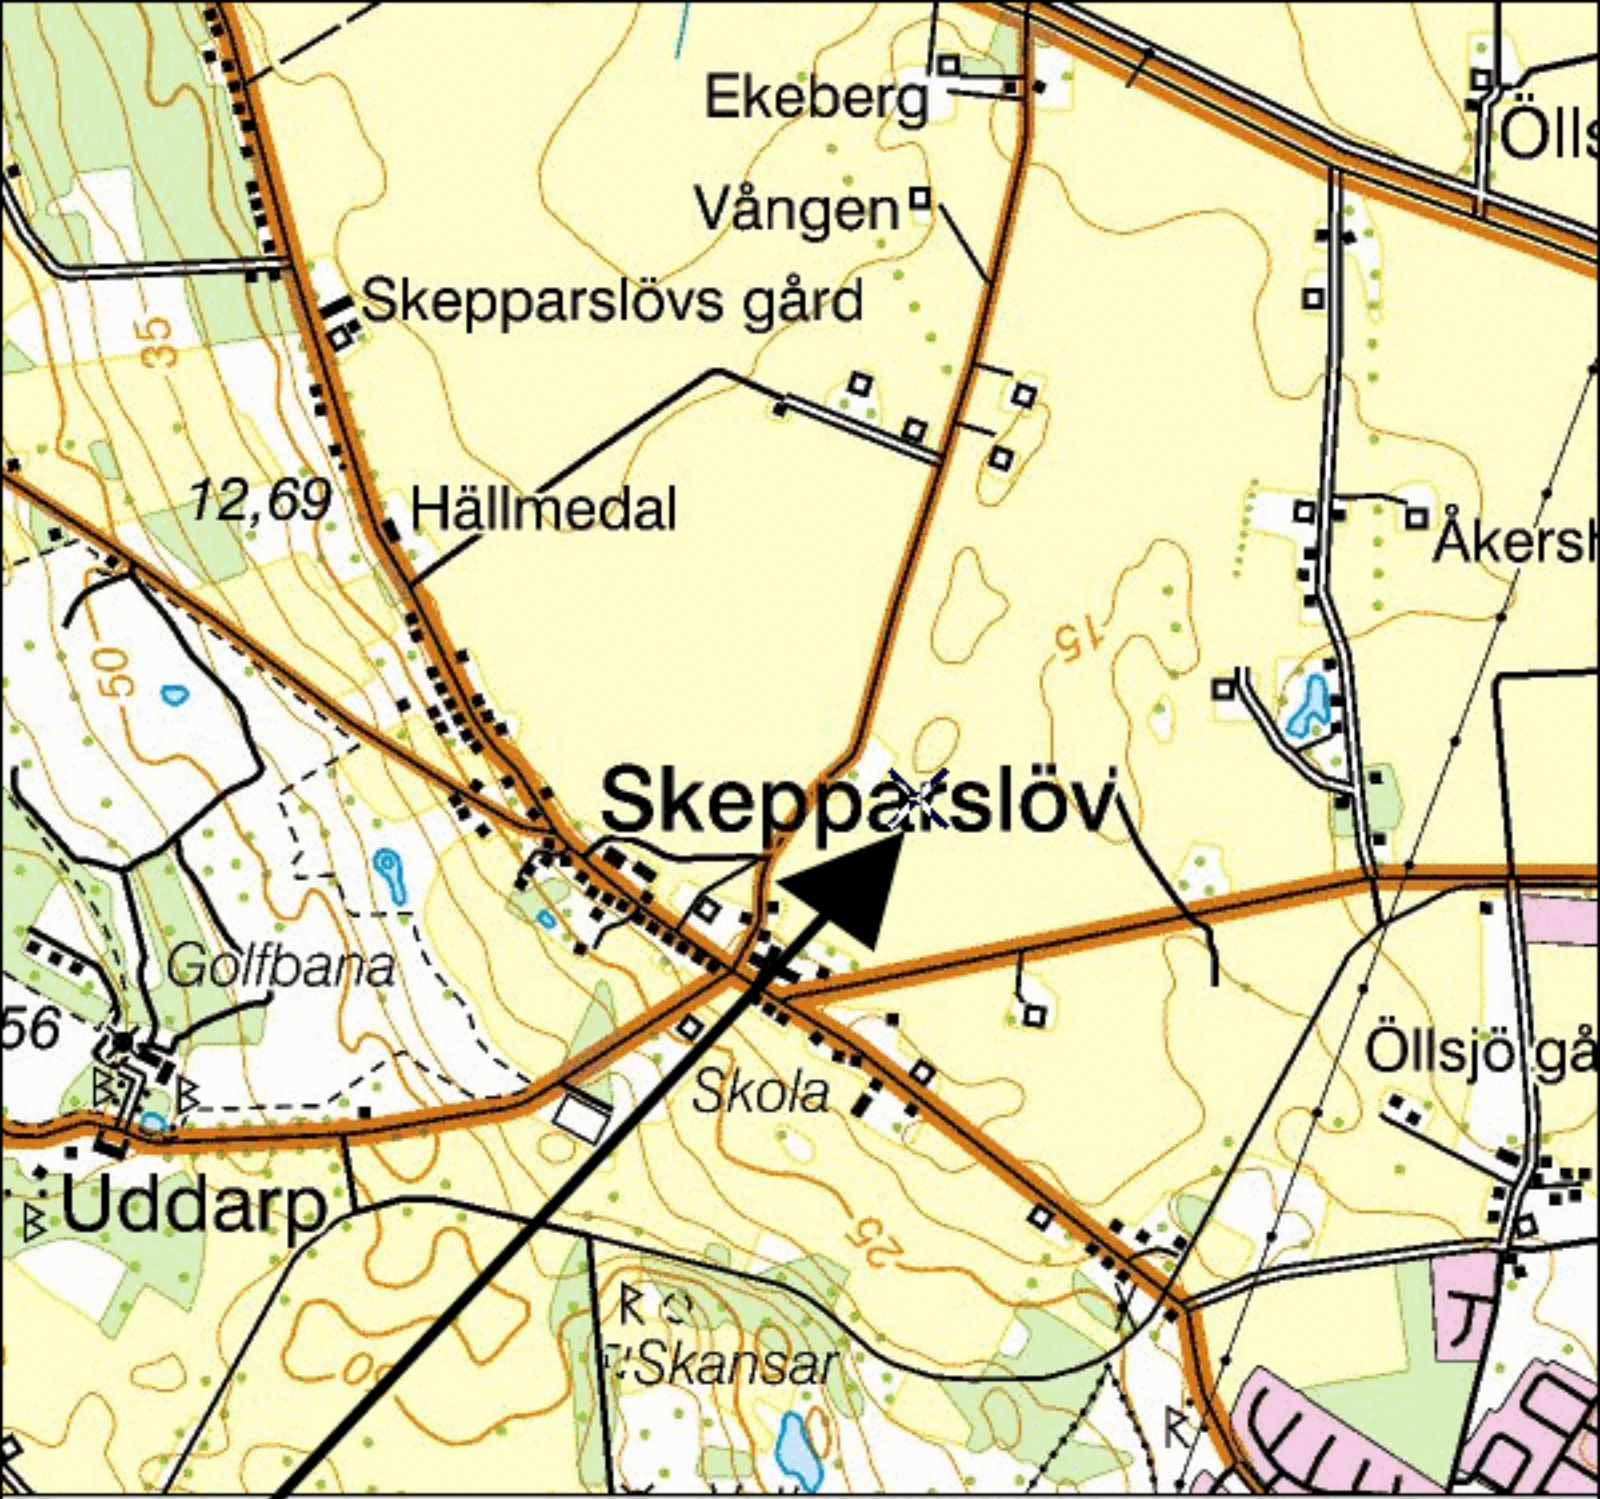 Ekeberg
Ölls
Vången
Skepparslövs gård
35
12,69
Hällmedal
Åkersh
15
50
Skepparslöv
Golfbana
56
Öllsjö gå
Skola
Uddarp
25
R
Skansar
R